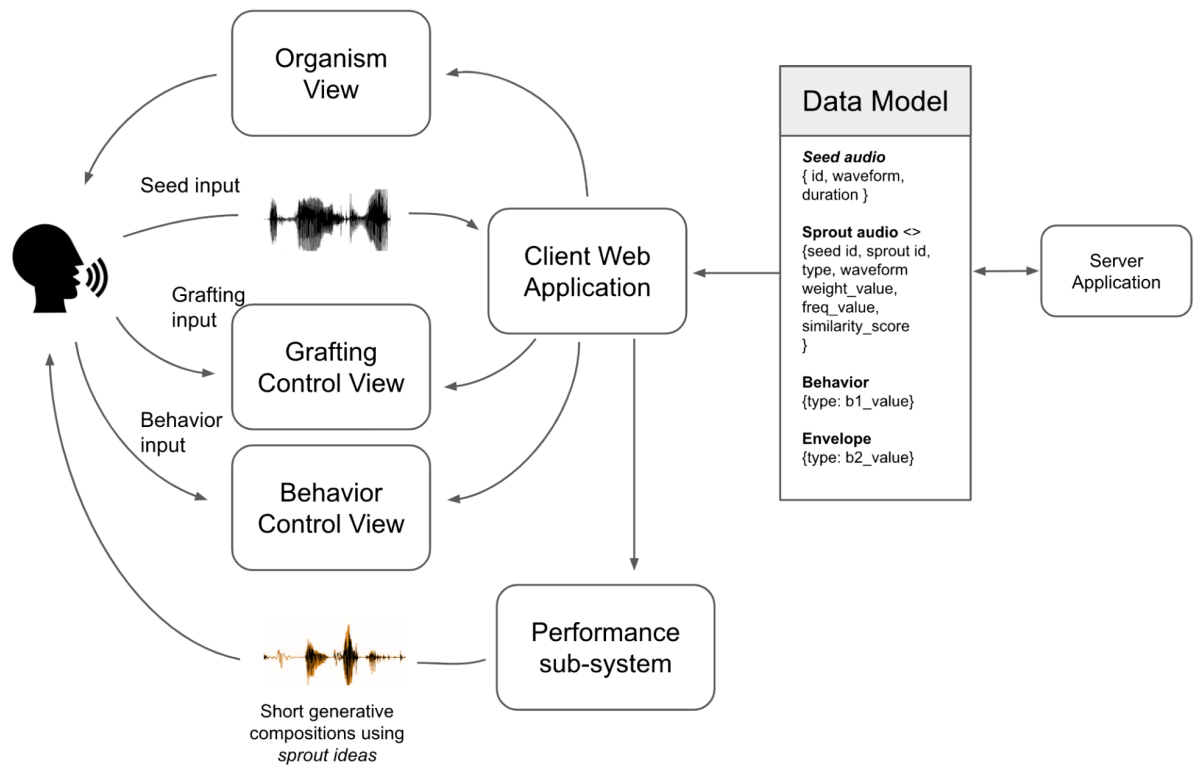 Organism
View
Seed input
Client Web
Application
Grafting
input
Grafting
Control View
Behavior
input
Behavior
Control View
Performance
sub-system
Short generative
compositions using
sprout ideas
Data Model
Seed audio
{ id, waveform,
duration }
Sprout audio <>
{seed id, sprout id,
type, waveform
weight_value,
freq_value,
similarity_score
}
Behavior
{type: b1_value}
Envelope
{type: b2_value}
Server
Application